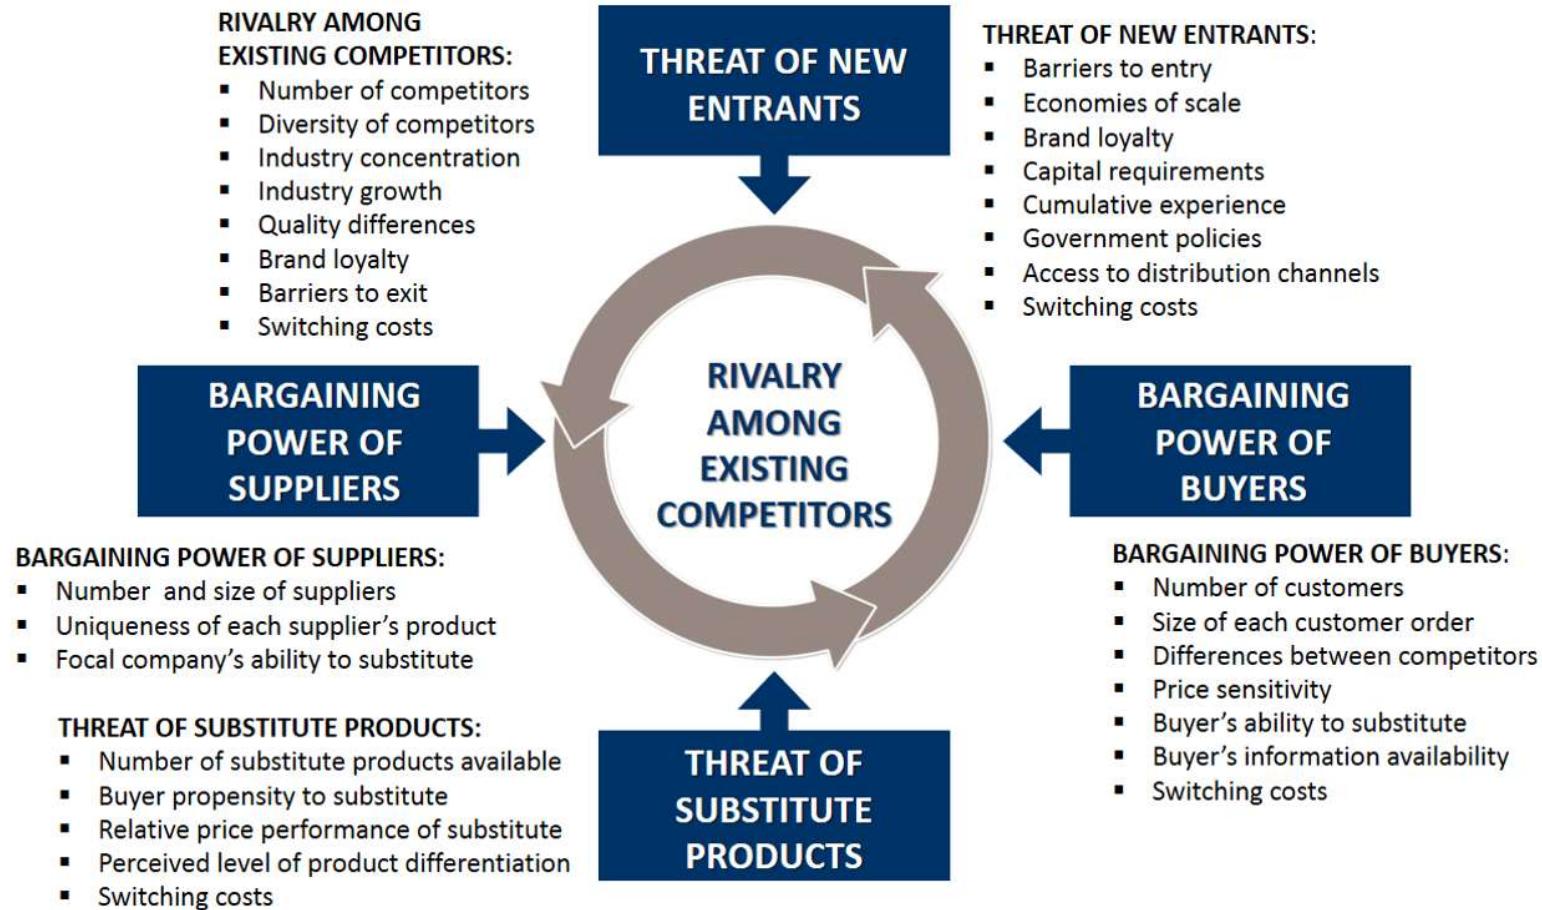 RIVALRY AMONG
EXISTING COMPETITORS:
▪ Number of competitors
▪ Diversity of competitors
▪ Industry concentration
▪ Industry growth
▪ Quality differences
▪ Brand loyalty
▪ Barriers to exit
▪ Switching costs
THREAT OF NEW
ENTRANTS
THREAT OF NEW ENTRANTS:
▪ Barriers to entry
▪ Economies of scale
▪ Brand loyalty
▪ Capital requirements
▪ Cumulative experience
▪ Government policies
▪ Access to distribution channels
▪ Switching costs
BARGAINING
POWER OF
SUPPLIERS
RIVALRY
AMONG
EXISTING
COMPETITORS
BARGAINING
POWER OF
BUYERS
BARGAINING POWER OF SUPPLIERS:
▪ Number and size of suppliers
▪ Uniqueness of each supplier's product
▪ Focal company's ability to substitute
THREAT OF SUBSTITUTE PRODUCTS:
▪ Number of substitute products available
▪ Buyer propensity to substitute
▪ Relative price performance of substitute
▪ Perceived level of product differentiation
▪ Switching costs
THREAT OF
SUBSTITUTE
PRODUCTS
BARGAINING POWER OF BUYERS:
▪ Number of customers
▪ Size of each customer order
▪ Differences between competitors
▪ Price sensitivity
▪ Buyer's ability to substitute
▪ Buyer's information availability
▪ Switching costs